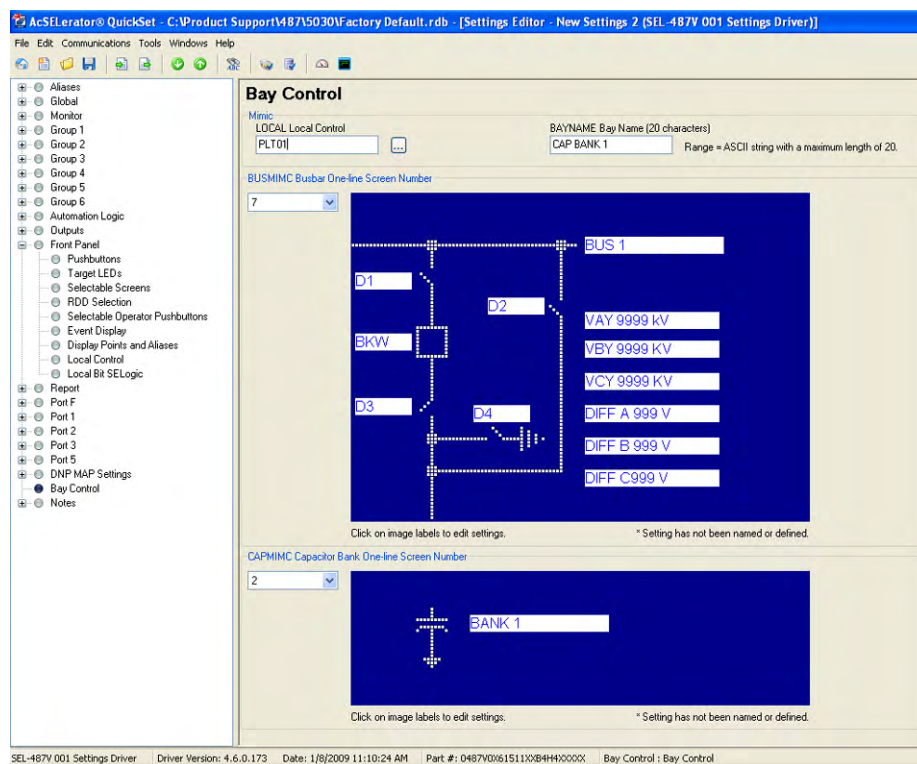 AcSELerator® QuickSet - C:\Product Support\487\5030\Factory Default.rdb - [Settings Editor - New Settings 2 (SEL-487V 001 Settings Driver)]
File Edit Communications Tools Windows Help
Aliases
Global
Monitor
Group 1
Group 2
Group 3
Group 4
Group 5
Group 6
Automation Logic
Outputs
Front Panel
Pushbuttons
Target LEDs
Selectable Screens
RDD Selection
Selectable Operator Pushbuttons
Event Display
Display Points and Aliases
Local Control
Local Bit SELogic
Report
Port F
Port 1
Port 2
Port 3
Port 5
DNP MAP Settings
Bay Control
Notes
Bay Control
Mimic
LOCAL Local Control
BAYNAME Bay Name (20 characters)
PLT01
...
CAP BANK 1
Range = ASCII string with a maximum length of 20.
BUSMIMC Busbar One-line Screen Number
7
BUS 1
D1
D2
VAY 9999 kV
BKW
VBY 9999 KV
VCY 9999 KV
D3
D4
DIFF A 999 V
DIFF B 999 V
DIFF C999 V
Click on image labels to edit settings.
* Setting has not been named or defined.
CAPMIMC Capacitor Bank One-line Screen Number
2
BANK 1
Click on image labels to edit settings.
* Setting has not been named or defined.
SEL-487V 001 Settings Driver Driver Version: 4.6.0.173 Date: 1/8/2009 11:10:24 AM Part #: 0487V0X61511XXB4H4XXXXX Bay Control : Bay Control